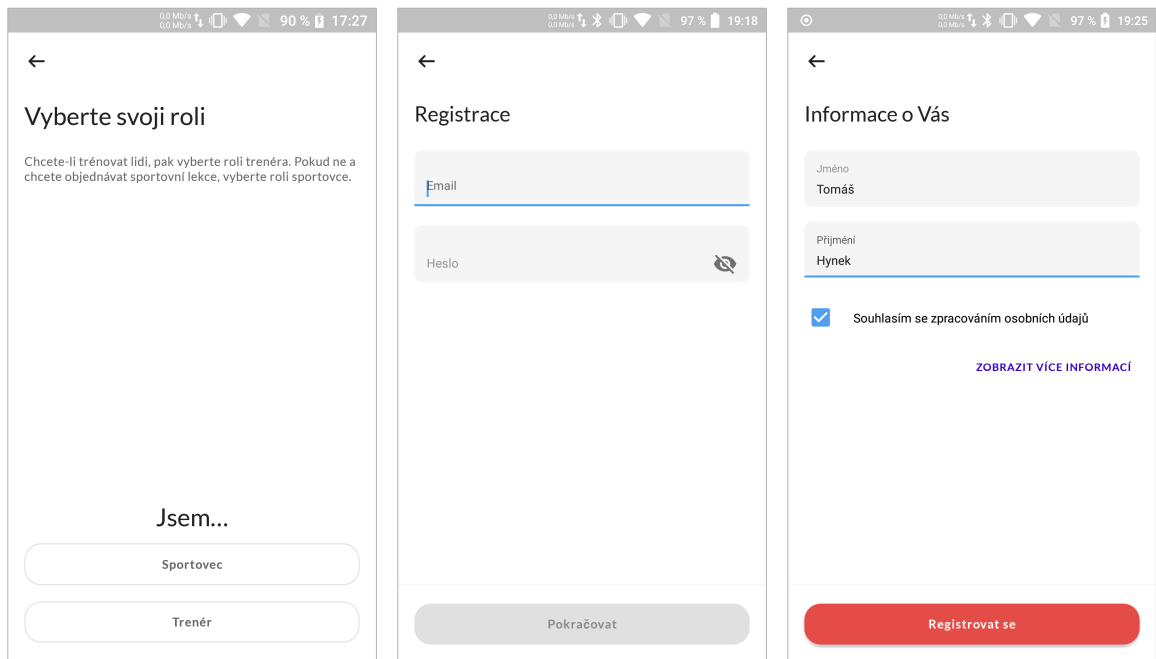 0,0 Mb/s
0,0 Mb/s
90 % 17:27
Vyberte svoji roli
Chcete-li trénovat lidi, pak vyberte roli trenéra. Pokud ne a
chcete objednávat sportovní lekce, vyberte roli sportovce.
Jsem...
Sportovec
Trenér
0,0 Mb/s
0,0 Mb/s
97 % 19:18
Registrace
Email
Heslo
Pokračovat
0,0 Mb/s
0,0 Mb/s
97 % 19:25
Informace o Vás
Jméno
Tomáš
Přijmení
Hynek
Souhlasím se zpracováním osobních údajů
ZOBRAZIT VÍCE INFORMACÍ
Registrovat se